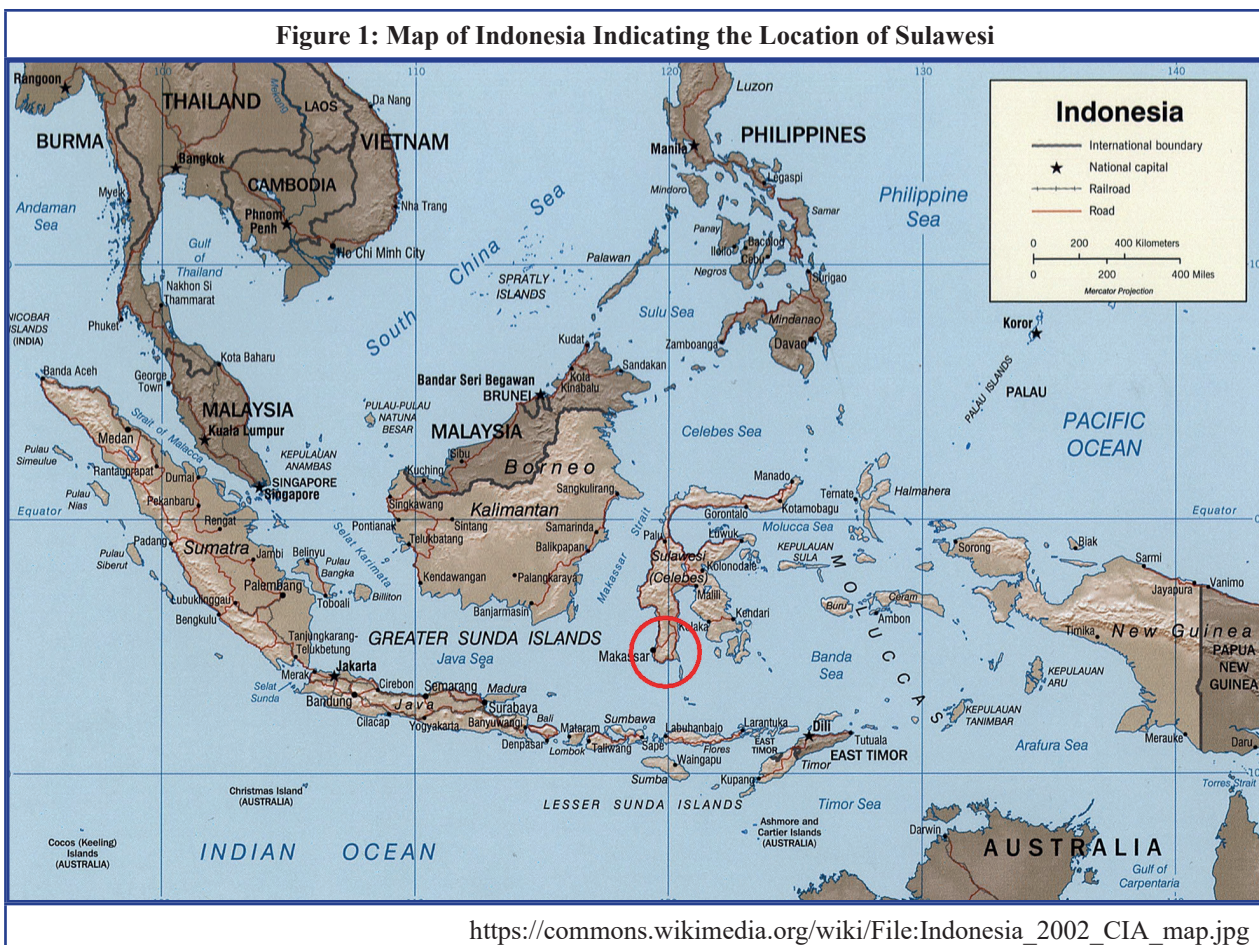 Figure 1: Map of Indonesia Indicating the Location of Sulawesi
100
110
120
130
140
Rangoon
THAILAND
LAOS
Mekong
Da Nang
BURMA
VIETNAM
Bangkok
CAMBODIA
Myeik
Phnom
Penh
Nha Trang
Andaman
Sea
Gulf
of
Thailand
Ho Chi Minh City
Nakhon Si
Thammarat
NICOBAR
ISLANDS
(INDIA)
Phuket
Luzon
Manila
PHILIPPINES
Legaspi
Mindoro
Samar
Panay
Iloilo
Bacolod
Cebu
Negros
Palawan
Surigao
Philippine
Sea
South China Sea
SPRATLY
ISLANDS
Sulu Sea
Mindanao
Zamboanga
Davao
Indonesia
International boundary
National capital
Railroad
Road
0 200 400 Kilometers
0 200 400 Miles
Mercator Projection
10
Koror
PALAU ISLANDS
PALAU
PACIFIC
OCEAN
Banda Aceh
George
Town
Kota Baharu
MALAYSIA
Kuala Lumpur
Strait of Malacca
Medan
Pulau
Simeulue
Rantauprapat
Dumai
Pulau
Nias
Pekanbaru
SINGAPORE
Singapore
KEPULAUAN
ANAMBAS
PULAU-PULAU
NATUNA
BESAR
Kudat
Kota
Kinabalu
Sandakan
Bandar Seri Begawan
BRUNEI
MALAYSIA
Sibu
Kuching
Borneo
Celebes Sea
Equator
Equator
Rengat
Padang
Pulau
Siberut
Sumatra
Jambi
Belinyu
Pulau
Bangka
Palembang
Lubuklinggau
Toboali
Billiton
Bengkulu
Selat Karimata
Singkawang
Pontianak
Telukbatang
Sintang
Kalimantan
Sangkulirang
Samarinda
Balikpapan
Kendawangan
Palangkaraya
Banjarmasin
Makassar Strait
Manado
Gorontalo
Kotamobagu
Molucca Sea
Ternate
Halmahera
Palu
Luwuk
Sulawesi
(Celebes)
Kolonodale
Malili
Kendari
Kolaka
Makassar
KEPULAUAN
SULA
MOLUCCAS
Buru
Ceram
Ambon
Banda
Sea
Sorong
Biak
Sarmi
Jayapura
Vanimo
Timika
New Guinea
PAPUA
NEW
GUINEA
KEPULAUAN
ARU
KEPULAUAN
TANIMBAR
Merauke
Daru
Arafura Sea
Torres Strait
GREATER SUNDA ISLANDS
Java Sea
Tanjungkarang-
Telukbetung
Merak
Jakarta
Selat
Sunda
Bandung
Cirebon
Semarang
Madura
Surabaya
Java
Cilacap
Yogyakarta
Banyuwangi
Bali
Denpasar
Mataram
Lombok
Sumbawa
Taliwang
Sape
Labuhanbajo
Larantuka
Flores
Waingapu
Sumba
Kupang
EAST
TIMOR
Dili
Tutuala
EAST TIMOR
Timor
Timor Sea
LESSER SUNDA ISLANDS
10
Christmas Island
(AUSTRALIA)
Cocos (Keeling)
Islands
(AUSTRALIA)
INDIAN OCEAN
Ashmore and
Cartier Islands
(AUSTRALIA)
Darwin
AUSTRALIA
Gulf of
Carpentaria
https://commons.wikimedia.org/wiki/File:Indonesia_2002_CIA_map.jpg